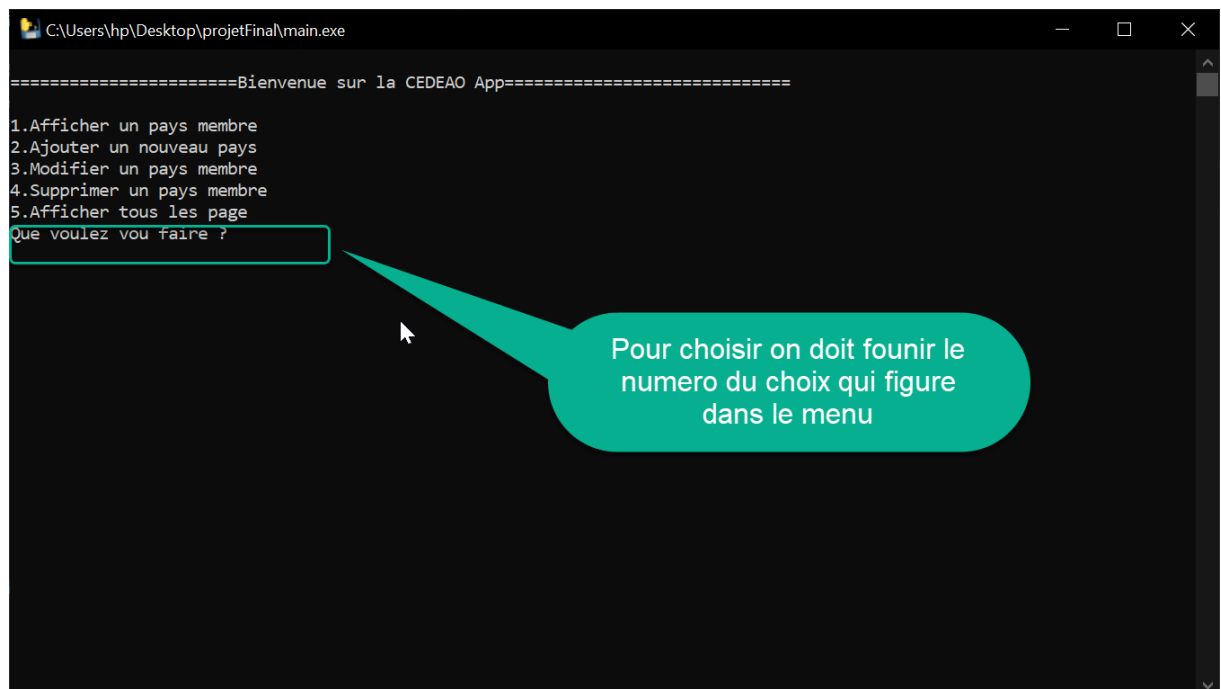 C:\Users\hp\Desktop\projetFinal\main.exe
=======================Bienvenue sur la CEDEAO App=============================
1.Afficher un pays membre
2.Ajouter un nouveau pays
3.Modifier un pays membre
4.Supprimer un pays membre
5.Afficher tous les page
Que voulez vou faire ?
Pour choisir on doit founir le
numero du choix qui figure
dans le menu